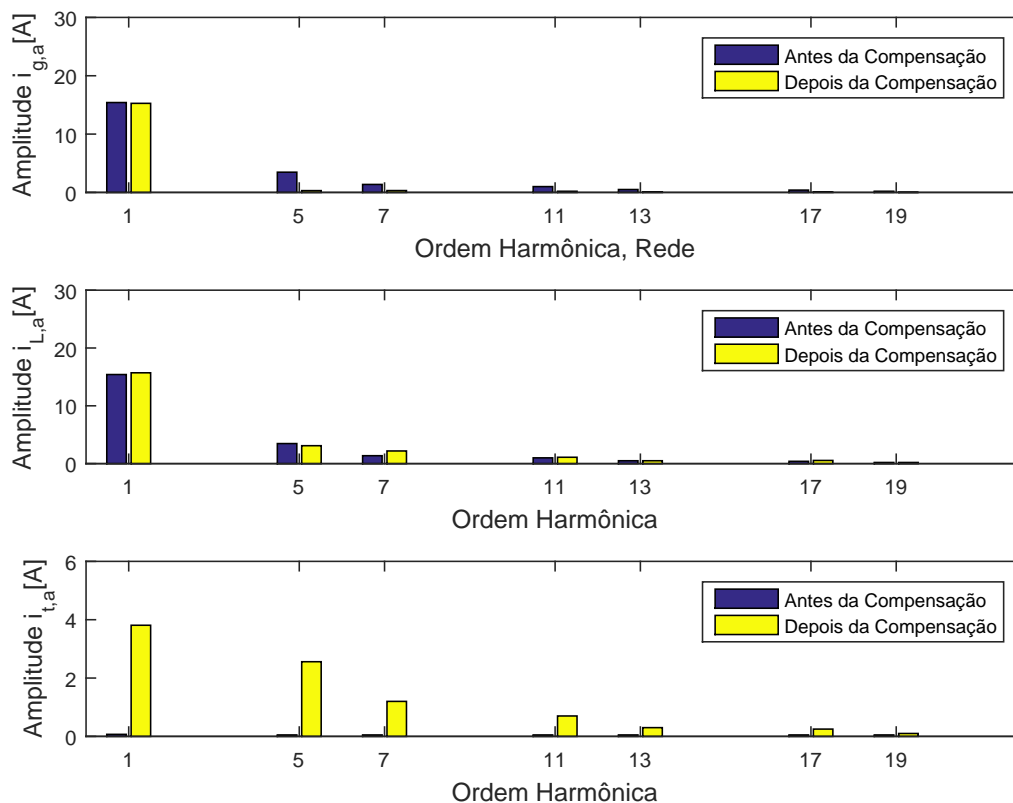 30
20
10
0
Amplitude i_{g,a}[A]
Antes da Compensação
Depois da Compensação
1 5 7 11 13 17 19
Ordem Harmônica, Rede
30
20
10
0
Amplitude i_{L,a}[A]
Antes da Compensação
Depois da Compensação
1 5 7 11 13 17 19
Ordem Harmônica
6
4
2
0
Amplitude i_{t,a}[A]
Antes da Compensação
Depois da Compensação
1 5 7 11 13 17 19
Ordem Harmônica